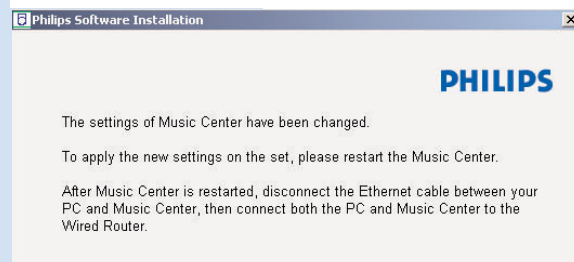 Philips Software Installation
PHILIPS
The settings of Music Center have been changed.
To apply the new settings on the set, please restart the Music Center.
After Music Center is restarted, disconnect the Ethernet cable between your
PC and Music Center, then connect both the PC and Music Center to the
Wired Router.